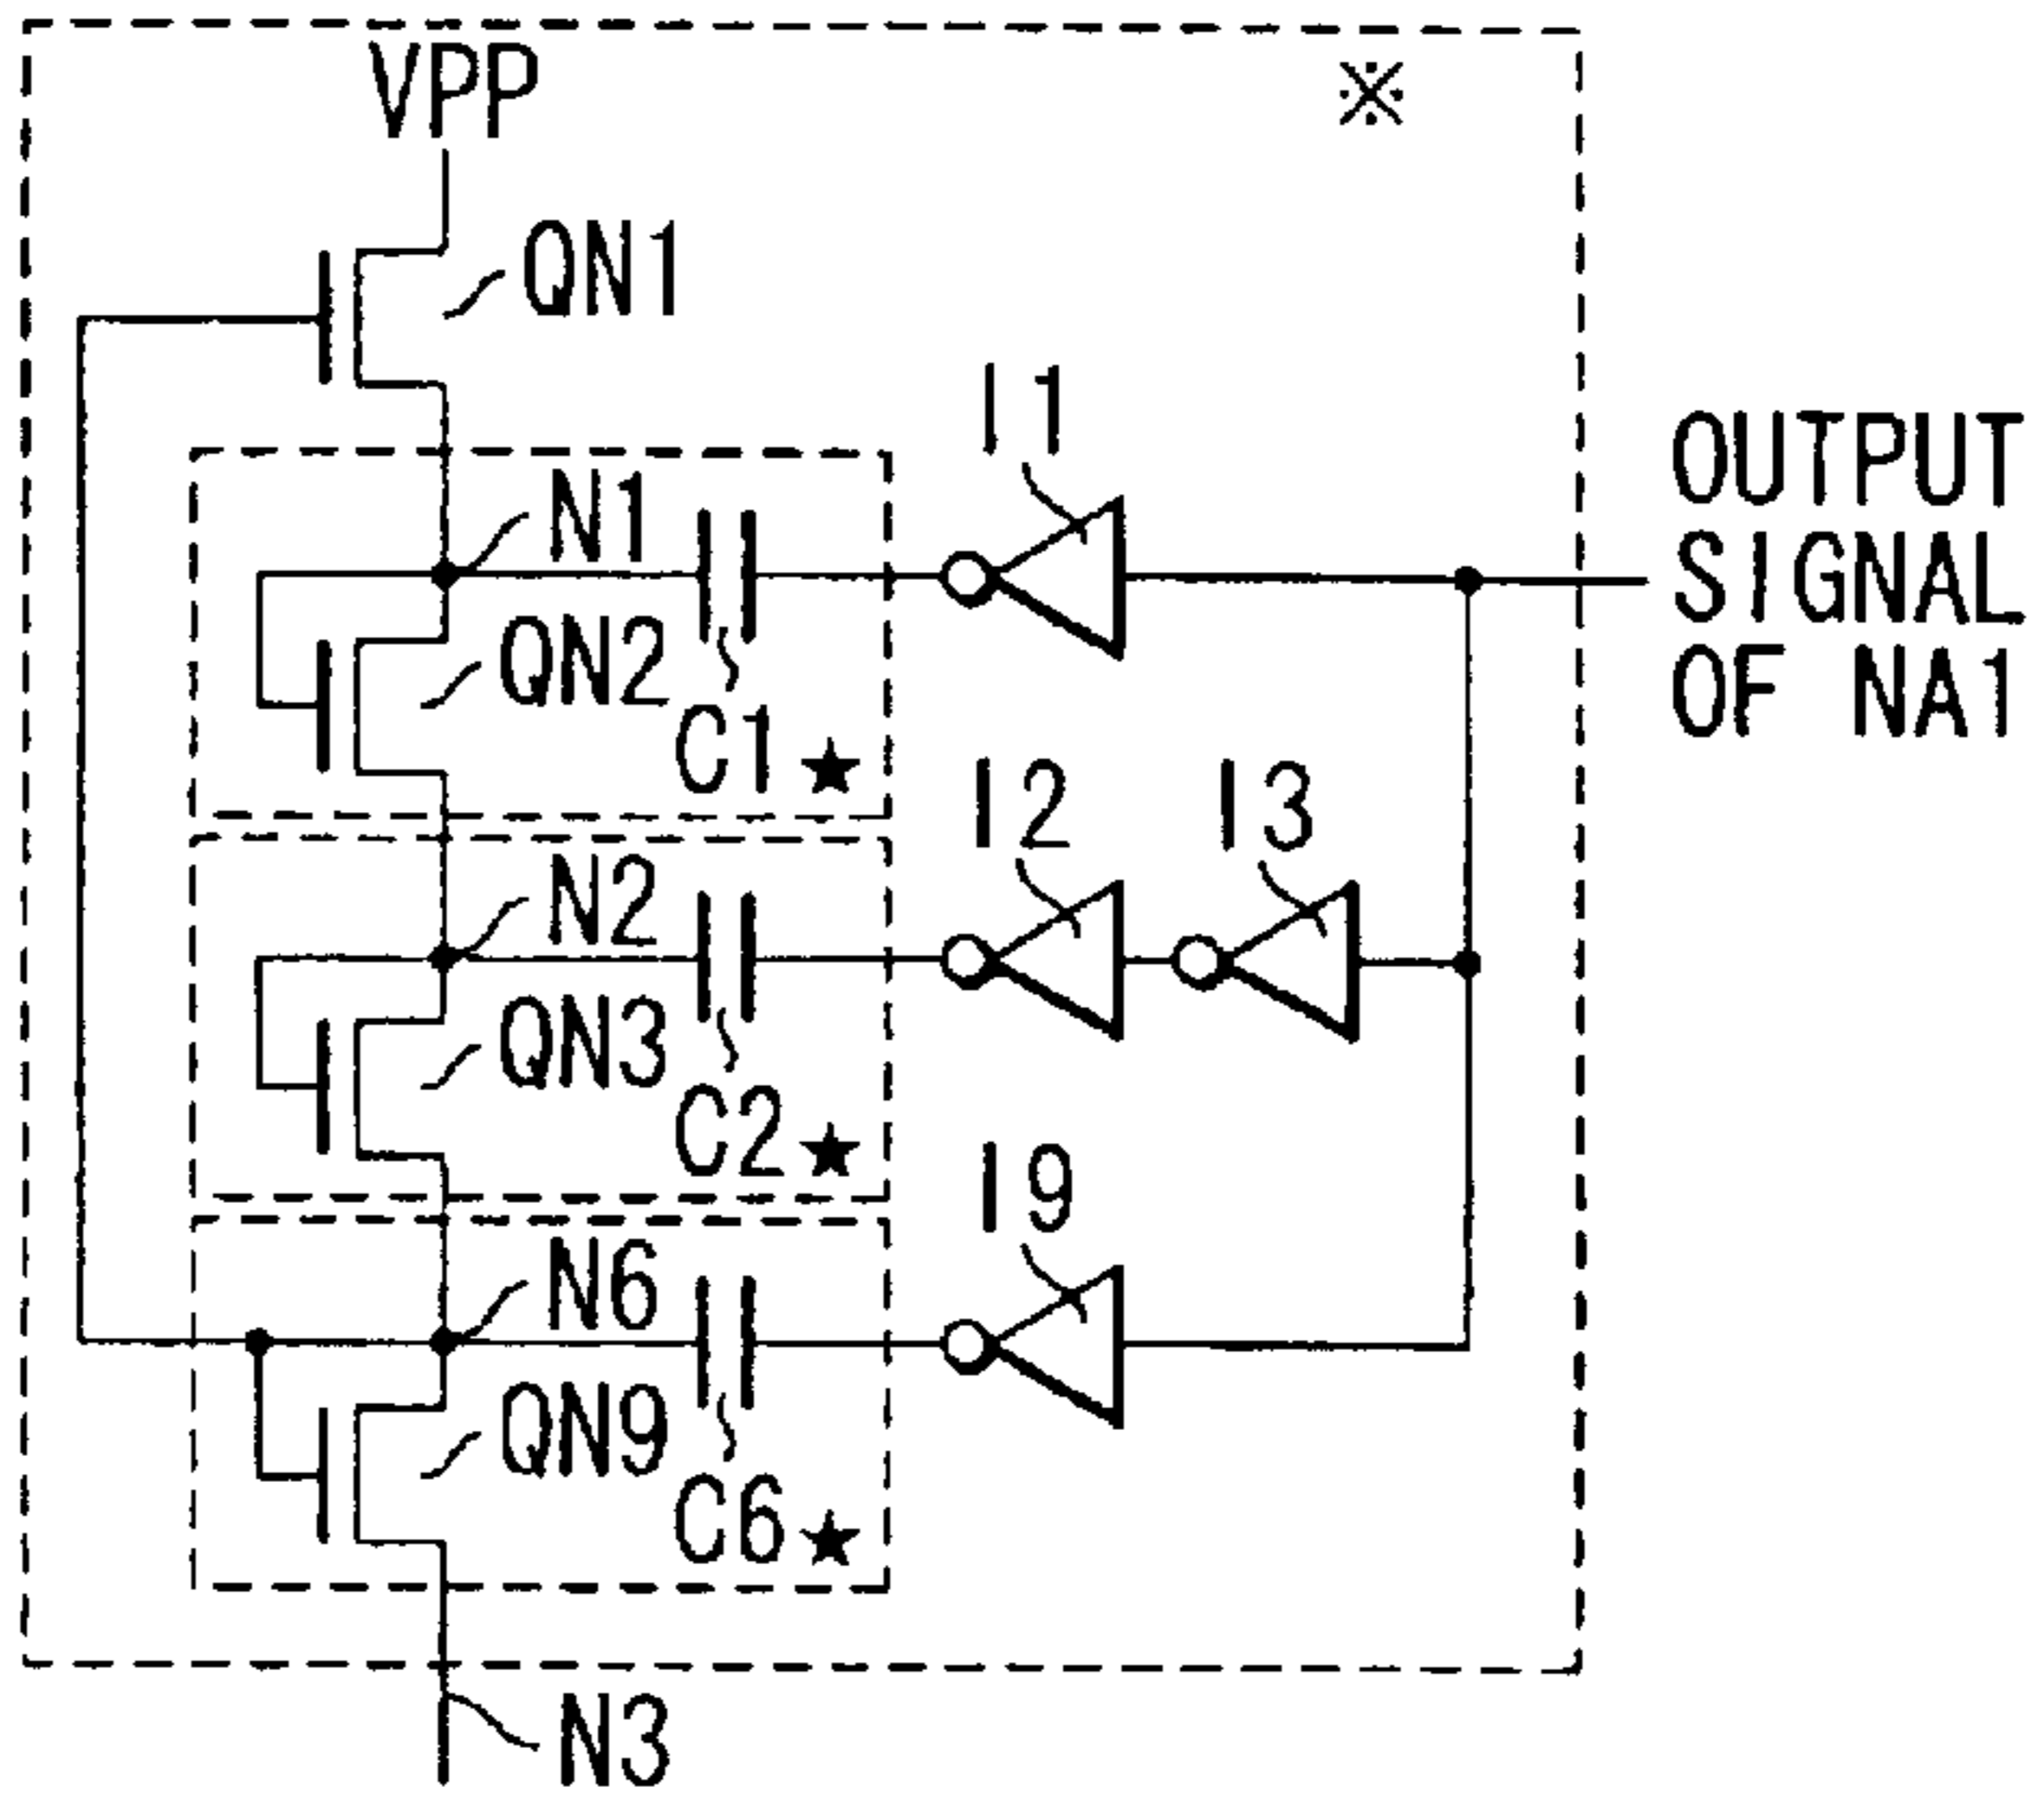 VPP
※
QN1
I1
N1
QN2
C1★
OUTPUT
SIGNAL
OF NA1
I2
I3
N2
QN3
C2★
I9
N6
QN9
C6★
N3